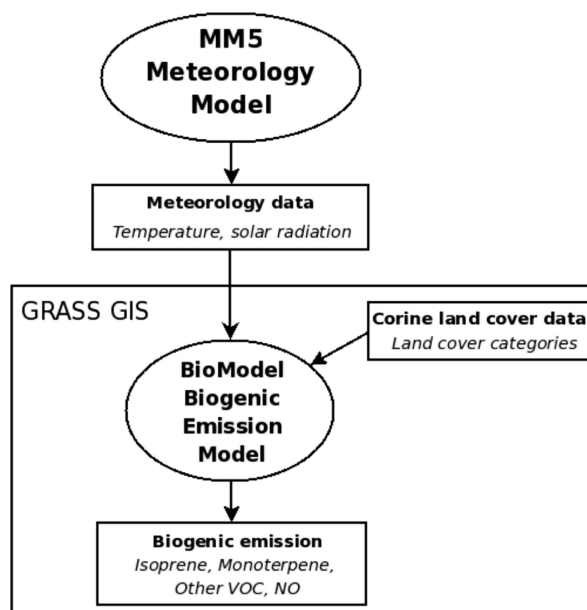 MM5
Meteorology
Model
Meteorology data
Temperature, solar radiation
GRASS GIS
Corine land cover data
Land cover categories
BioModel
Biogenic
Emission
Model
Biogenic emission
Isoprene, Monoterpene,
Other VOC, NO